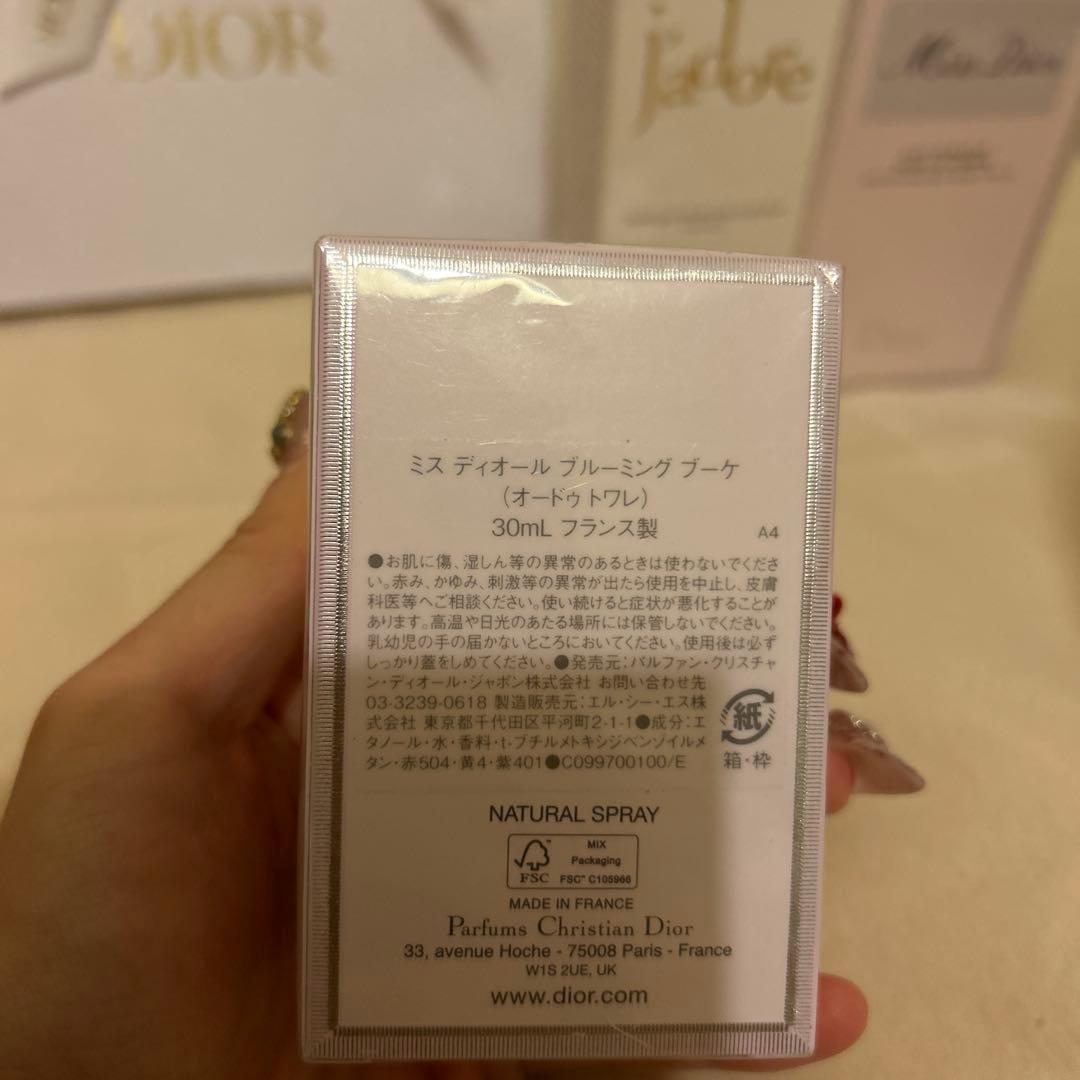 DIOR
j'adore
Miss Dior
ミス ディオール ブルーミング ブーケ
(オードゥ トワレ)
30mL フランス製
A4
●お肌に傷、湿しん等の異常のあるときは使わないでくださ
い。赤み、かゆみ、刺激等の異常が出たら使用を中止し、皮膚
科医等へご相談ください。使い続けると症状が悪化することが
あります。高温や日光のあたる場所には保管しないでください。
乳幼児の手の届かないところにおいてください。使用後は必ず
しっかり蓋をしめてください。●発売元:パルファン・クリスチャ
ン・ディオール・ジャポン株式会社 お問い合わせ先
03-3239-0618 製造販売元:エル・シー・エス株
式会社 東京都千代田区平河町2-1-1●成分:エ
タノール・水・香料・t-ブチルメトキシジベンゾイルメ
タン・赤504・黄4・紫401●C099700100/E
紙
箱・枠
NATURAL SPRAY
MIX
Packaging
FSC
FSC™ C105966
MADE IN FRANCE
Parfums Christian Dior
33, avenue Hoche - 75008 Paris - France
W1S 2UE, UK
www.dior.com